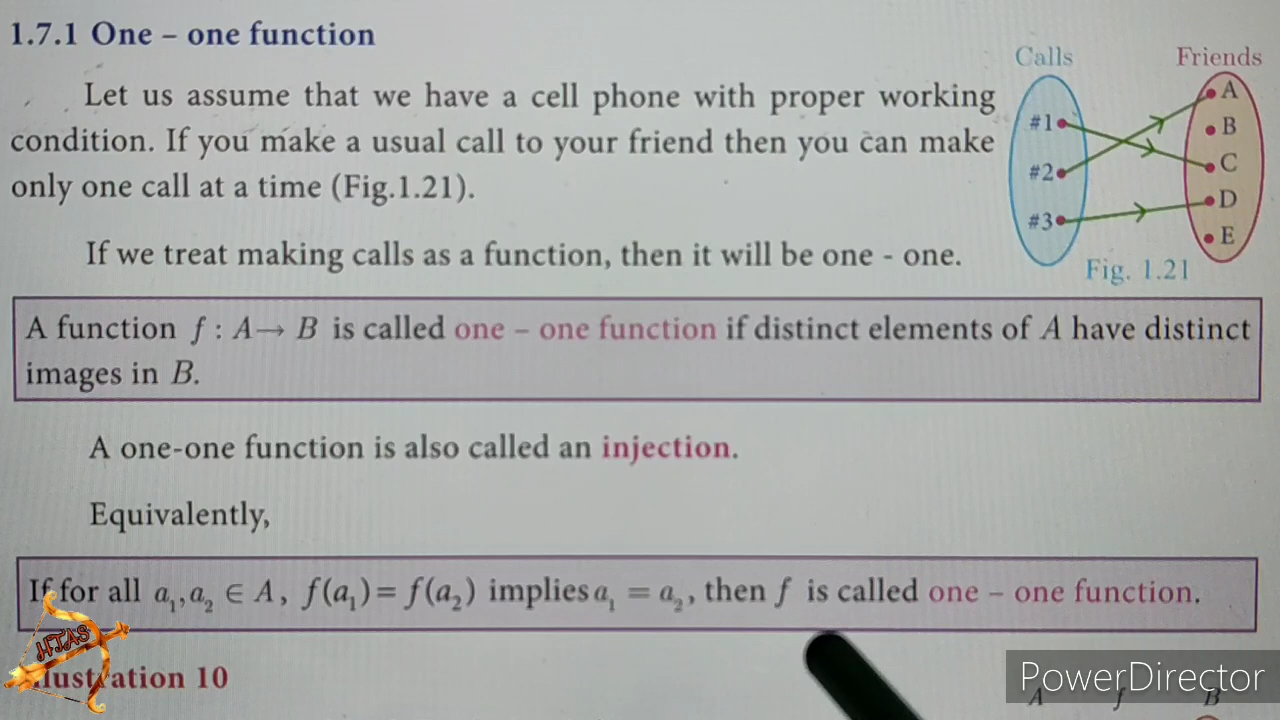 1.7.1 One – one function
Let us assume that we have a cell phone with proper working
condition. If you make a usual call to your friend then you can make
only one call at a time (Fig.1.21).
If we treat making calls as a function, then it will be one - one.
Calls
Friends
#1
#2
#3
A
B
C
D
E
Fig. 1.21
A function f : A→ B is called one – one function if distinct elements of A have distinct
images in B.
A one-one function is also called an injection.
Equivalently,
If for all a₁,a₂ ∈ A, f(a₁)= f(a₂) implies a₁ = a₂, then f is called one – one function.
HTAS
Illustration 10
A f B
PowerDirector